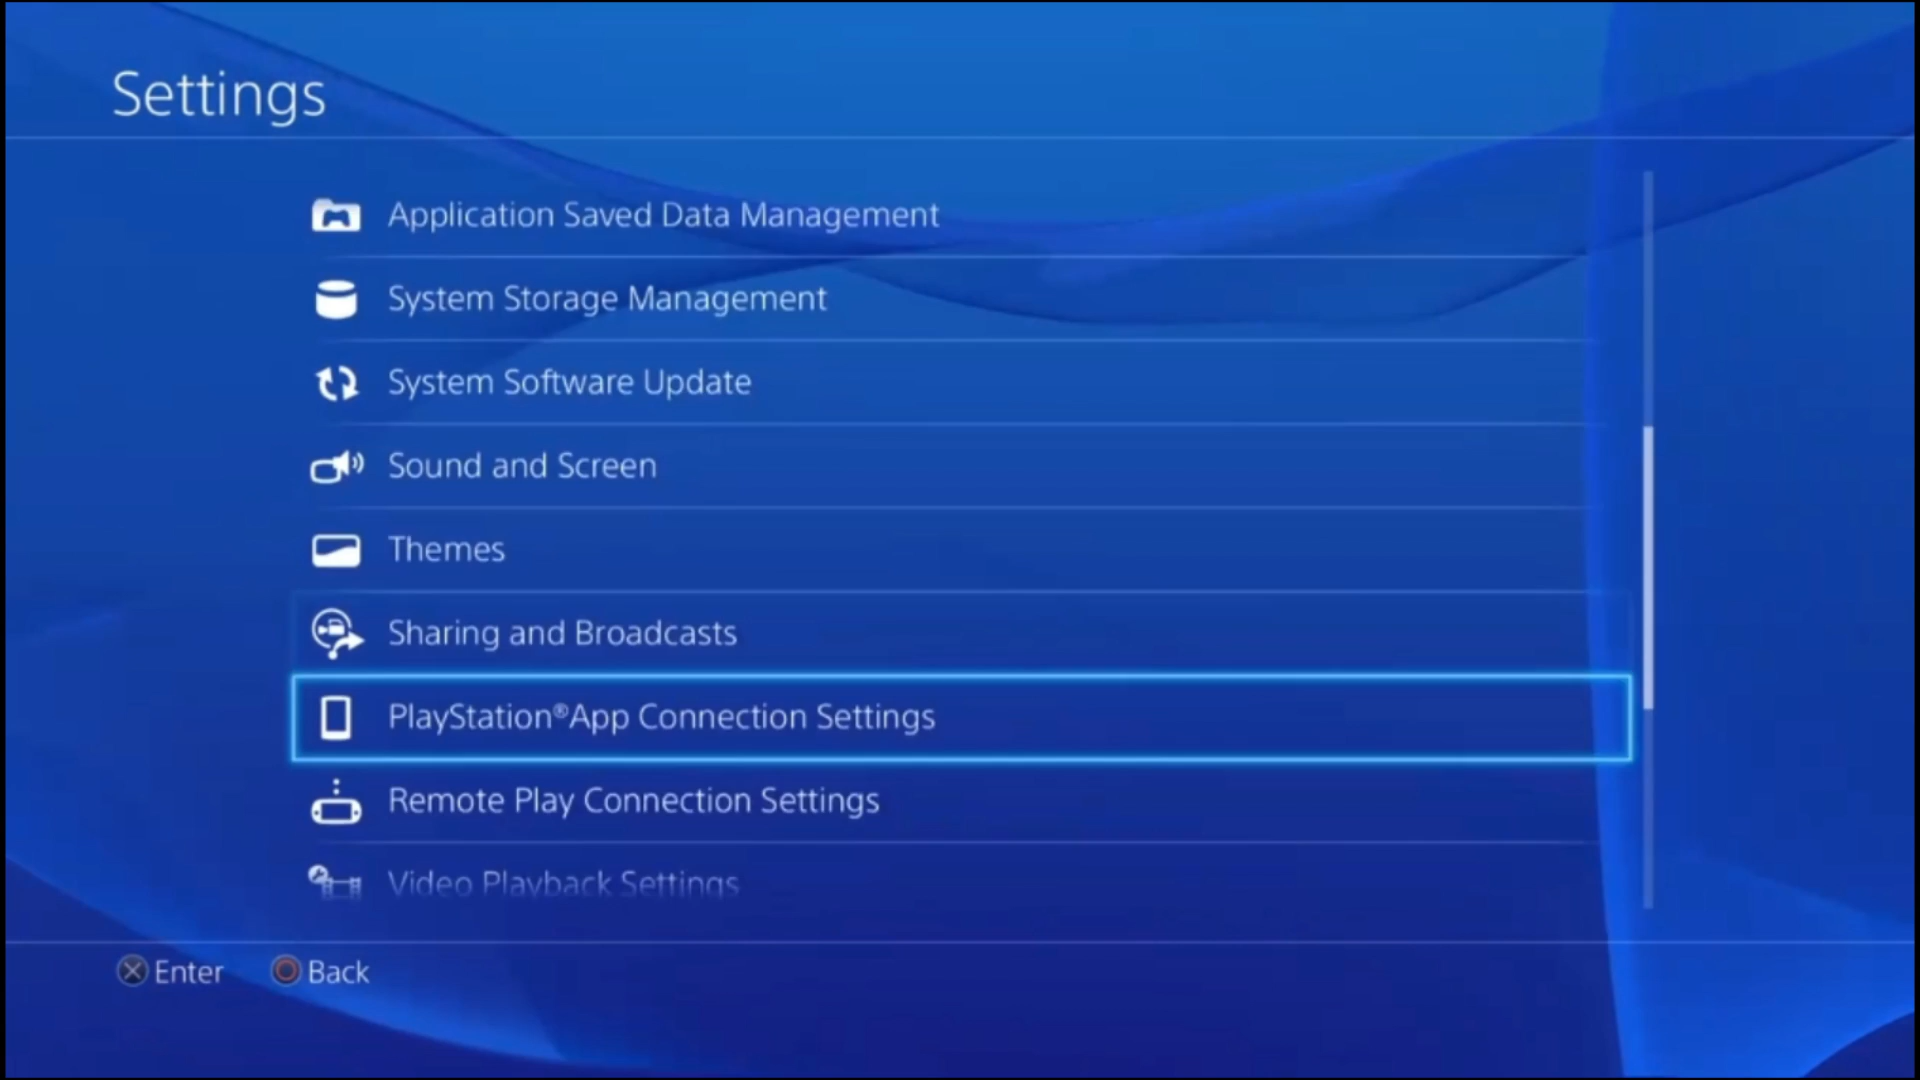 Settings
Application Saved Data Management
System Storage Management
System Software Update
Sound and Screen
Themes
Sharing and Broadcasts
PlayStation®App Connection Settings
Remote Play Connection Settings
Video Playback Settings
Enter Back